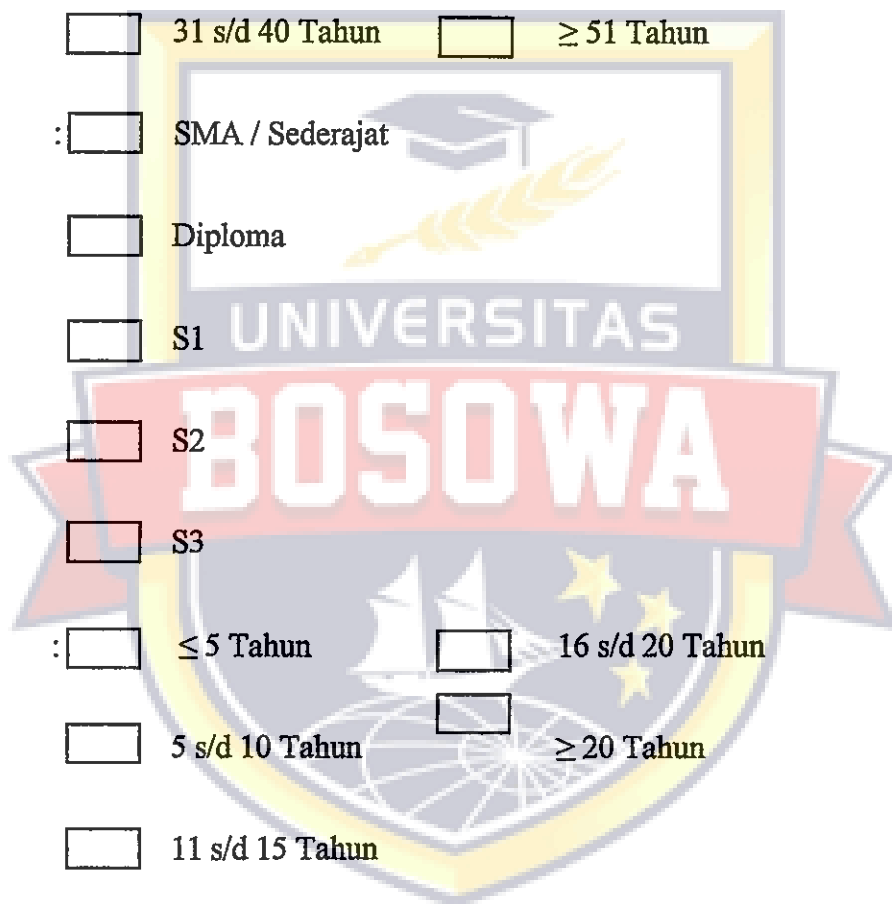 31 s/d 40 Tahun ≥ 51 Tahun
: SMA / Sederajat
Diploma
UNIVERSITAS
S1
BOSOWA
S2
S3
: ≤ 5 Tahun 16 s/d 20 Tahun
5 s/d 10 Tahun ≥ 20 Tahun
11 s/d 15 Tahun